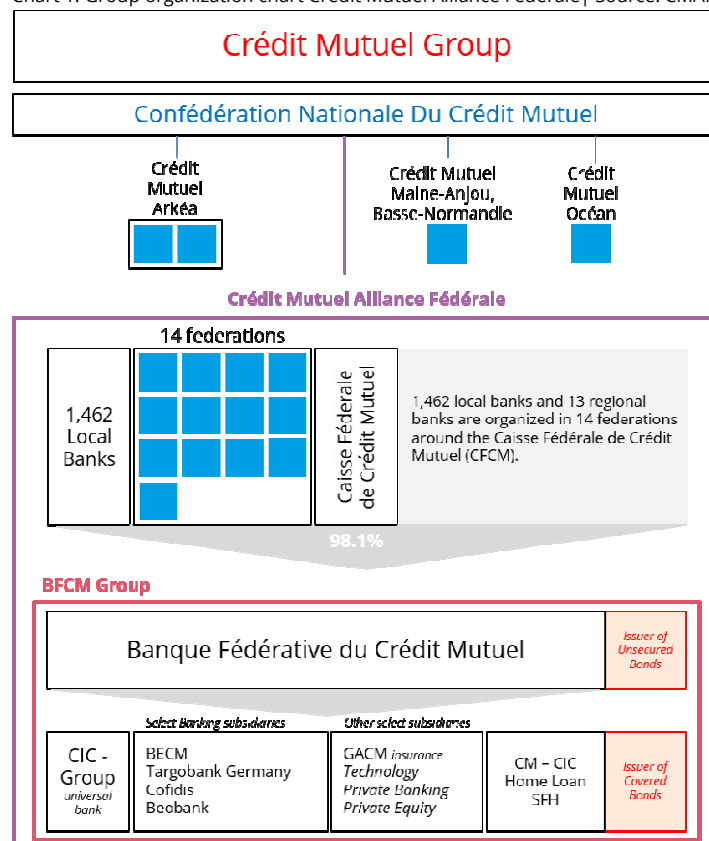 Crédit Mutuel Group
Confédération Nationale Du Crédit Mutuel
Crédit
Mutuel
Arkéa
Crédit Mutuel
Maine-Anjou,
Basse-Normandie
Crédit
Mutuel
Océan
Crédit Mutuel Alliance Fédérale
14 federations
1,462
Local
Banks
Caisse Féderale
de Crédit Mutuel
1,462 local banks and 13 regional
banks are organized in 14 federations
around the Caisse Fédérale de Crédit
Mutuel (CFCM).
98.1%
BFCM Group
Banque Fédérative du Crédit Mutuel
Issuer of
Unsecured
Bonds
Select Banking subsidiaries
Other select subsidiaries
CIC -
Group
universal
bank
BECM
Targobank Germany
Cofidis
Beobank
GACM insurance
Technology
Private Banking
Private Equity
CM – CIC
Home Loan
SFH
Issuer of
Covered
Bonds